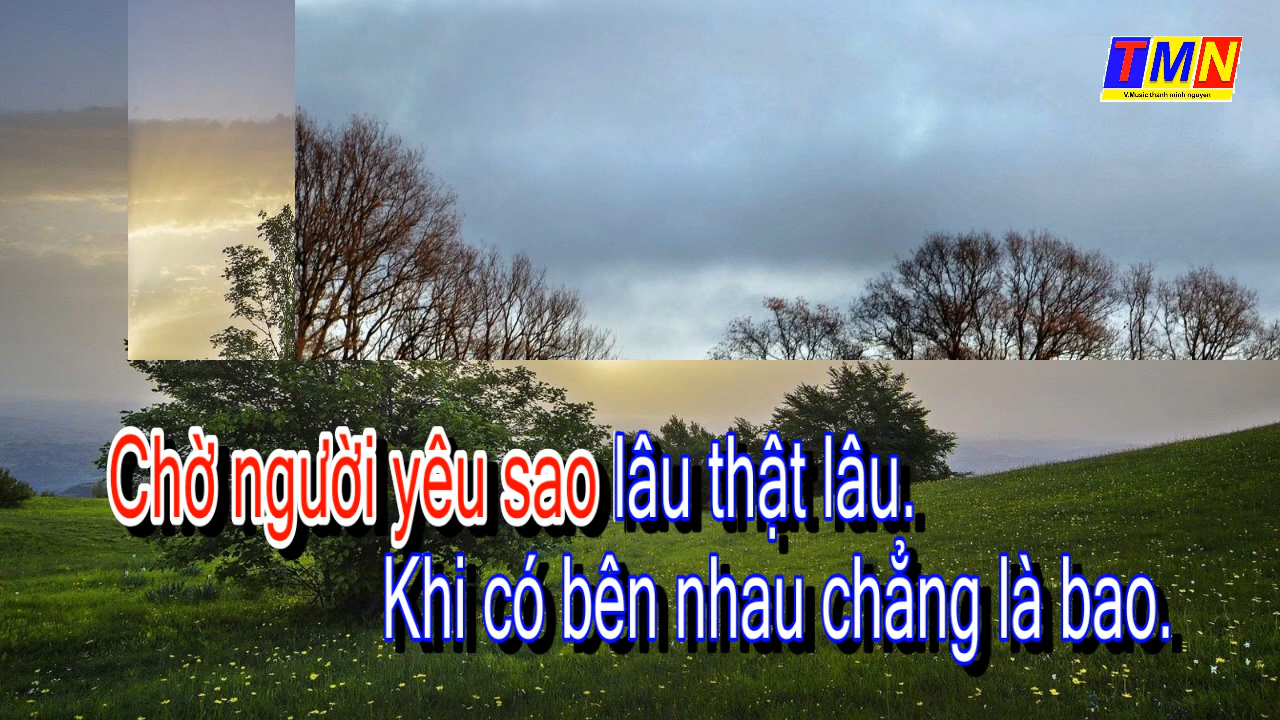 TMN
V.Music thanh minh nguyen
Chờ người yêu sao lâu thật lâu.
Khi có bên nhau chẳng là bao.